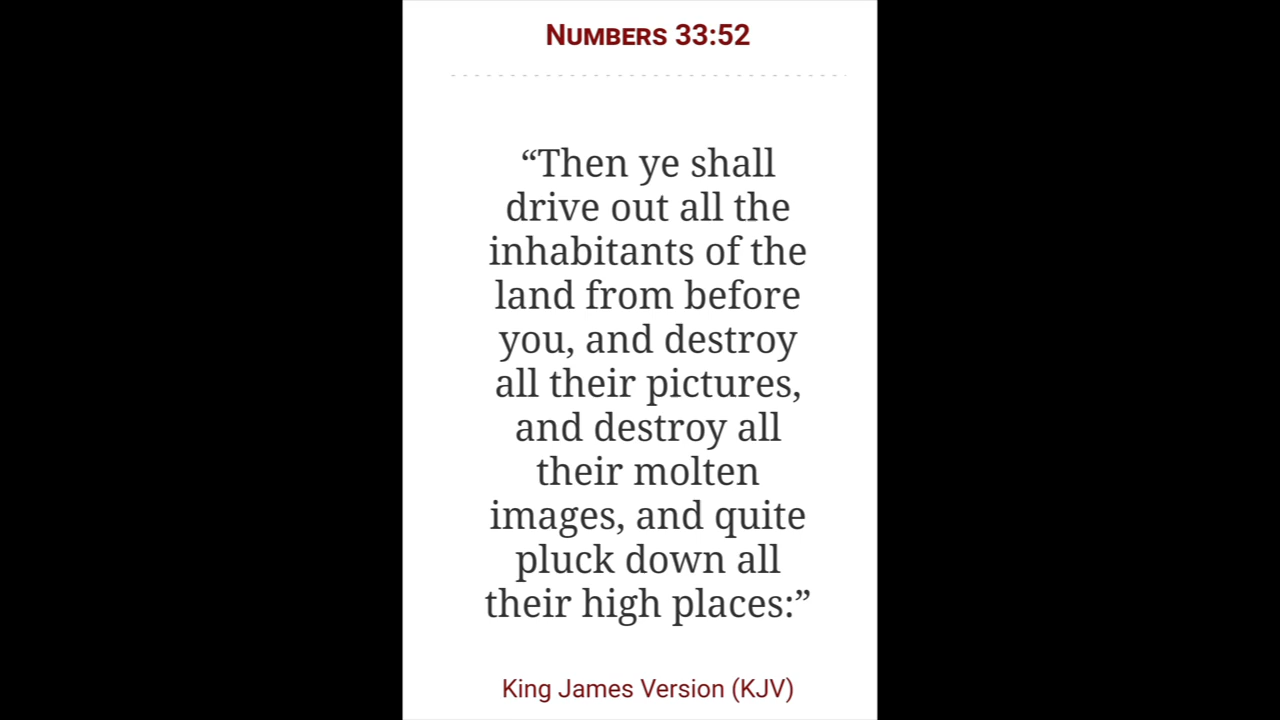 NUMBERS 33:52
“Then ye shall
drive out all the
inhabitants of the
land from before
you, and destroy
all their pictures,
and destroy all
their molten
images, and quite
pluck down all
their high places:”
King James Version (KJV)